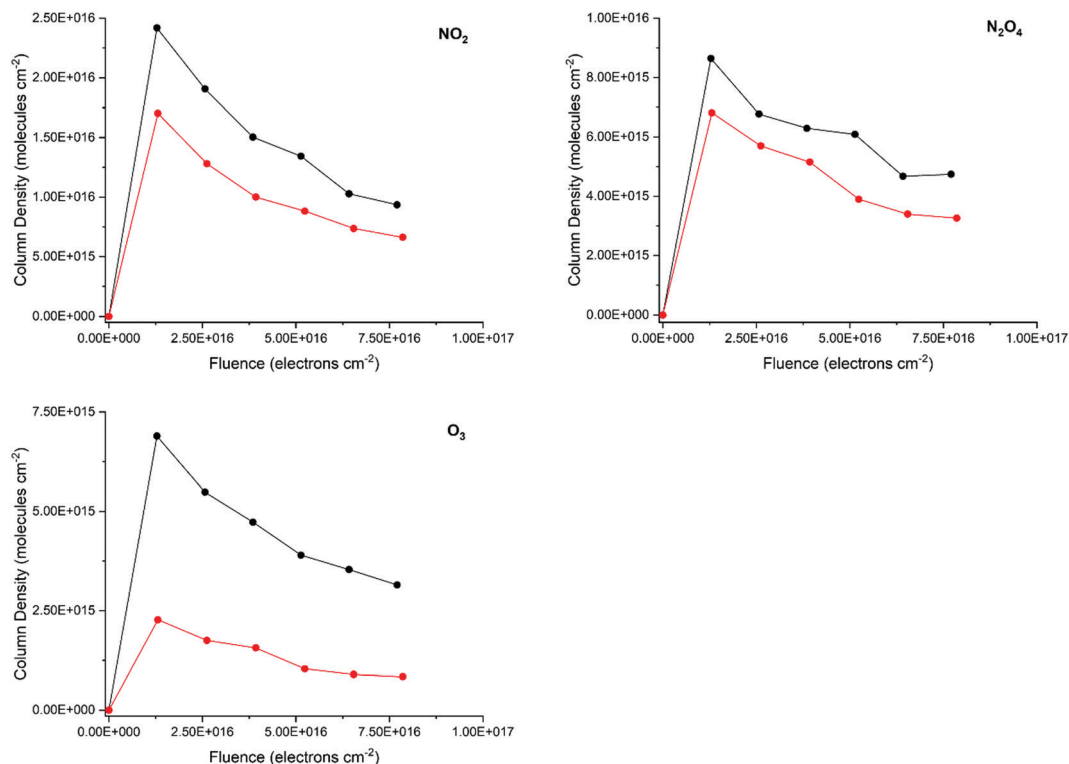 NO₂
Column Density (molecules cm⁻²)
2.50E+016
2.00E+016
1.50E+016
1.00E+016
5.00E+015
0.00E+000
0.00E+000 2.50E+016 5.00E+016 7.50E+016 1.00E+017
Fluence (electrons cm⁻²)
N₂O₄
Column Density (molecules cm⁻²)
1.00E+016
8.00E+015
6.00E+015
4.00E+015
2.00E+015
0.00E+000
0.00E+000 2.50E+016 5.00E+016 7.50E+016 1.00E+017
Fluence (electrons cm⁻²)
O₃
Column Density (molecules cm⁻²)
7.50E+015
5.00E+015
2.50E+015
0.00E+000
0.00E+000 2.50E+016 5.00E+016 7.50E+016 1.00E+017
Fluence (electrons cm⁻²)